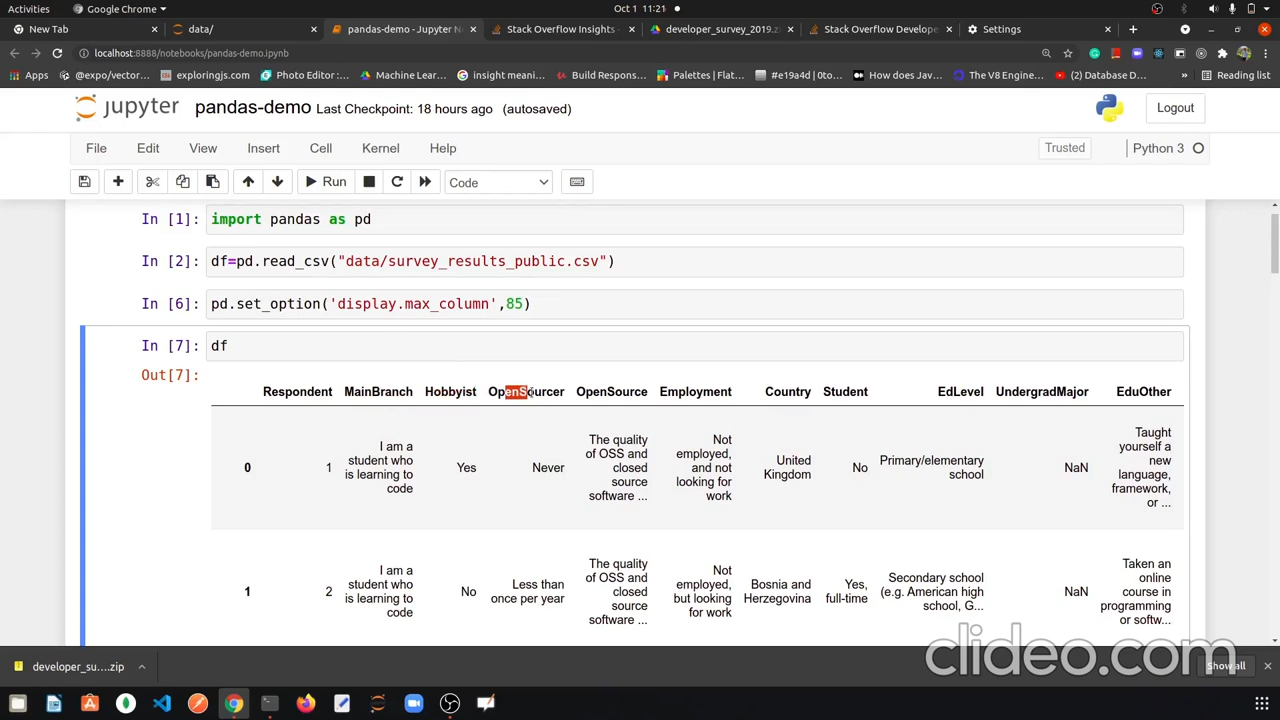 Activities
Google Chrome
Oct 1 11:21
New Tab
data/
pandas-demo - Jupyter N
Stack Overflow Insights -
developer_survey_2019.z
Stack Overflow Develope
Settings
localhost:8888/notebooks/pandas-demo.ipynb
Apps
@expo/vector...
exploringjs.com
Photo Editor :...
Machine Lear...
insight meani...
Build Respons...
Palettes | Flat...
#e19a4d | 0to...
How does Jav...
The V8 Engine...
(2) Database D...
»
Reading list
jupyter pandas-demo Last Checkpoint: 18 hours ago (autosaved)
Logout
File
Edit
View
Insert
Cell
Kernel
Help
Trusted
Python 3
Run
Code
In [1]: import pandas as pd
In [2]: df=pd.read_csv("data/survey_results_public.csv")
In [6]: pd.set_option('display.max_column',85)
In [7]: df
Out[7]:
Respondent MainBranch Hobbyist OpenSourcer OpenSource Employment Country Student EdLevel UndergradMajor EduOther
0
1
I am a
student who
is learning to
code
Yes
Never
The quality
of OSS and
closed
source
software ...
Not
employed,
and not
looking for
work
United
Kingdom
No
Primary/elementary
school
NaN
Taught
yourself a
new
language,
framework,
or ...
1
2
I am a
student who
is learning to
code
No
Less than
once per year
The quality
of OSS and
closed
source
software ...
Not
employed,
but looking
for work
Bosnia and
Herzegovina
Yes,
full-time
Secondary school
(e.g. American high
school, G...
NaN
Taken an
online
course in
programming
or softw...
clideo.com
developer_su....zip
Show all